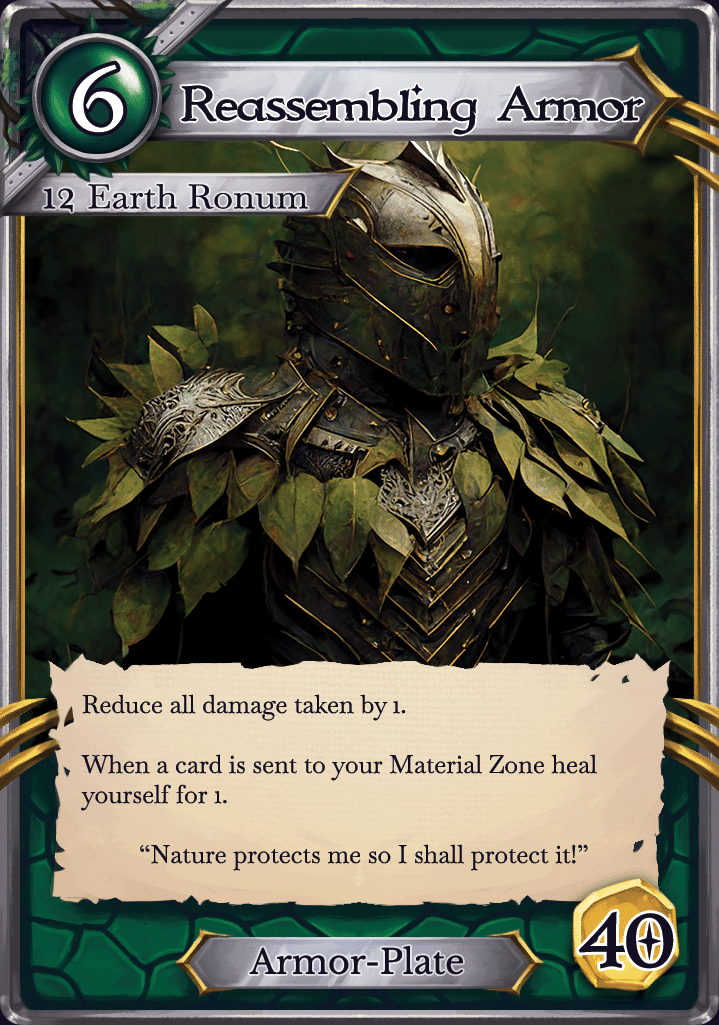 6
Reassembling Armor
12 Earth Ronum
Reduce all damage taken by 1.
When a card is sent to your Material Zone heal
yourself for 1.
“Nature protects me so I shall protect it!”
40
Armor-Plate